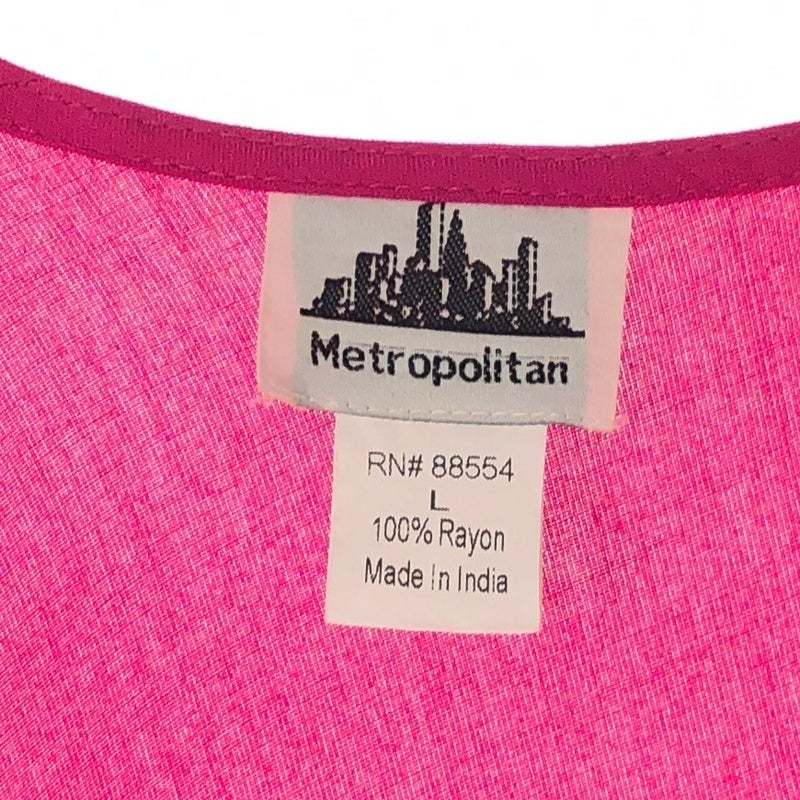 Metropolitan
RN# 88554
L
100% Rayon
Made In India